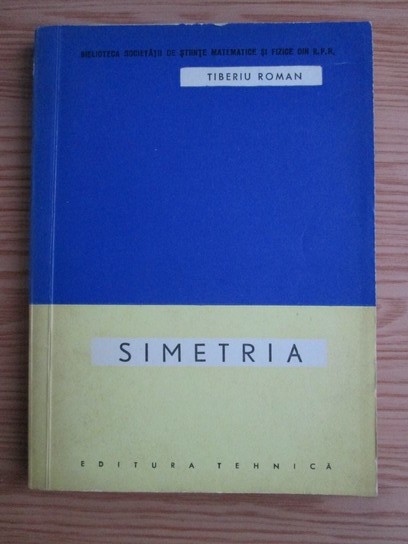 BIBLIOTECA SOCIETĂȚII DE ȘTIINȚE MATEMATICE ȘI FIZICE DIN R.P.R.
TIBERIU ROMAN
SIMETRIA
EDITURA TEHNICĂ